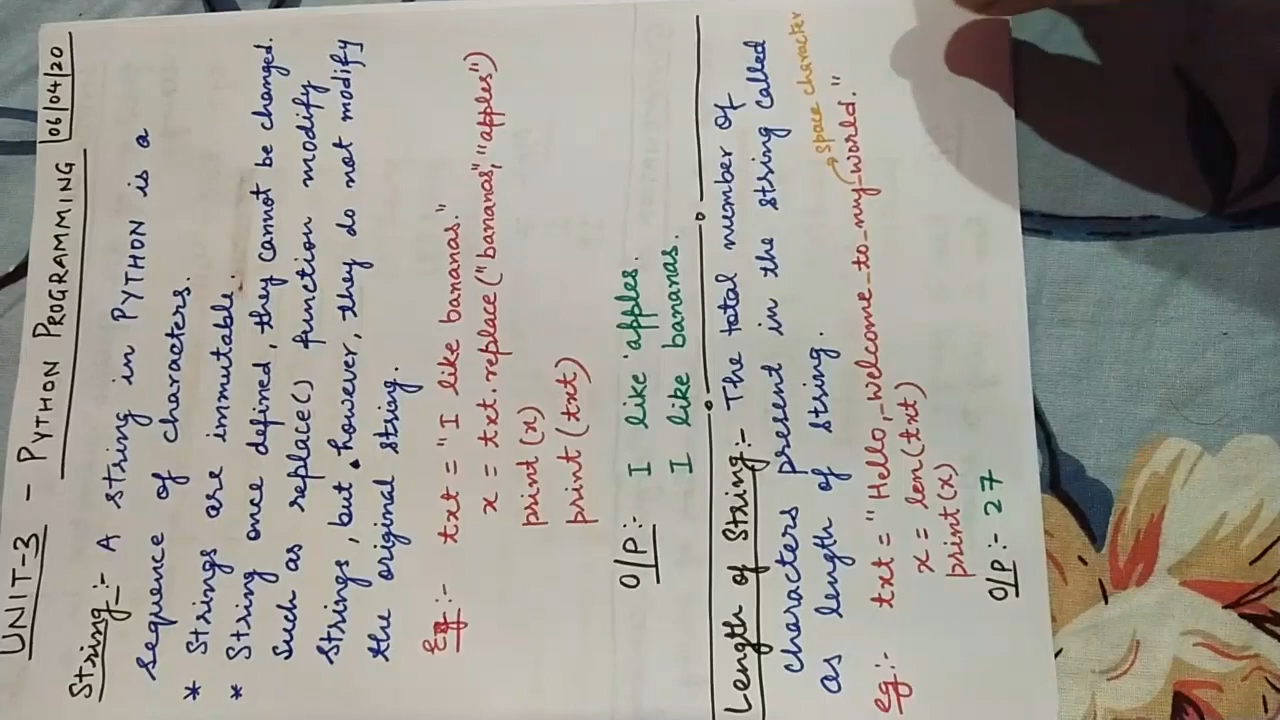 UNIT-3 - PYTHON PROGRAMMING 06/04/20
String :- A string in PYTHON is a
sequence of characters.
* Strings are immutable.
* String once defined, they cannot be changed.
Such as replace() function modify
strings, but however, they do not modify
the original string.
Eg :- txt = "I like bananas."
x = txt.replace("bananas","apples")
print(x)
print(txt)
O/P :- I like apples.
I like bananas.
Length of String :- The total number of
characters present in the string called
as length of string.
space character
eg :- txt = "Hello,_welcome_to_my_world."
x = len(txt)
print(x)
O/P :- 27